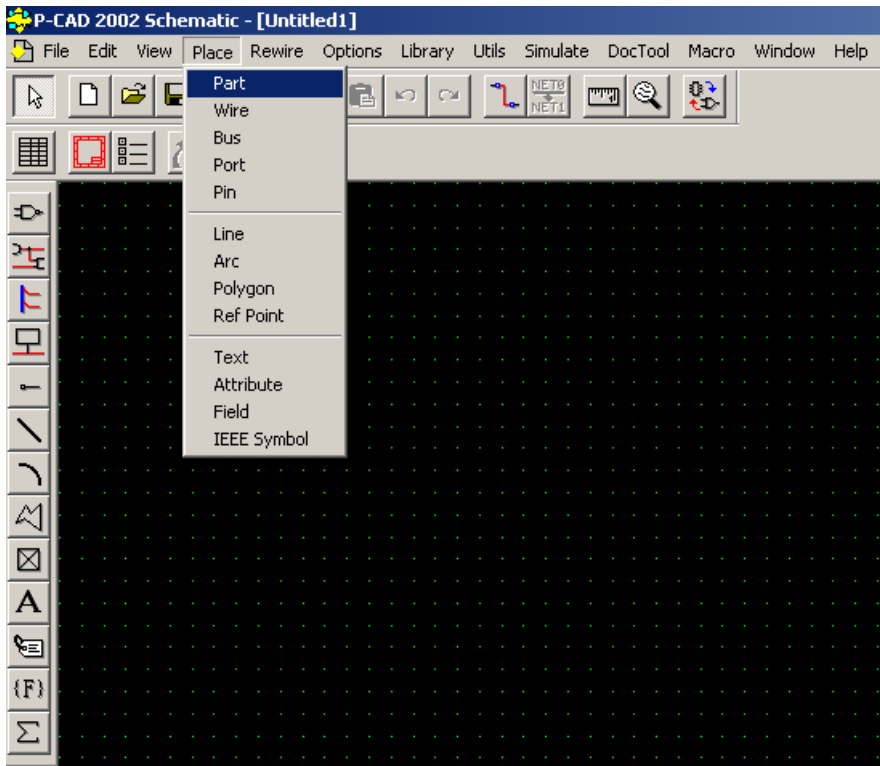 P-CAD 2002 Schematic - [Untitled1]
File Edit View Place Rewire Options Library Utils Simulate DocTool Macro Window Help
Part
Wire
Bus
Port
Pin
Line
Arc
Polygon
Ref Point
Text
Attribute
Field
IEEE Symbol
NET0
NET1
A
{F}
Σ